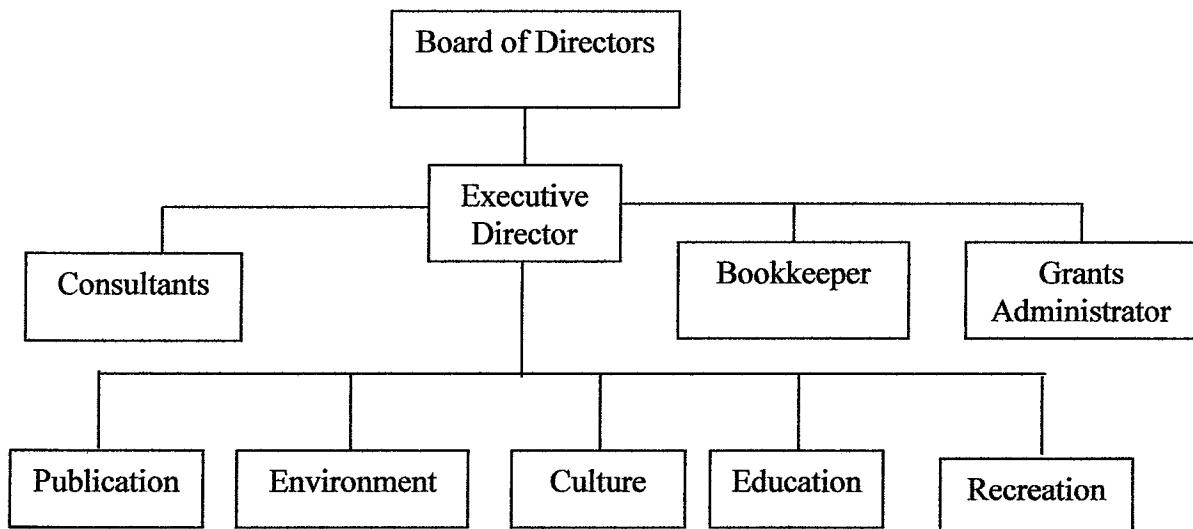 Board of Directors
Executive
Director
Consultants
Bookkeeper
Grants
Administrator
Publication
Environment
Culture
Education
Recreation